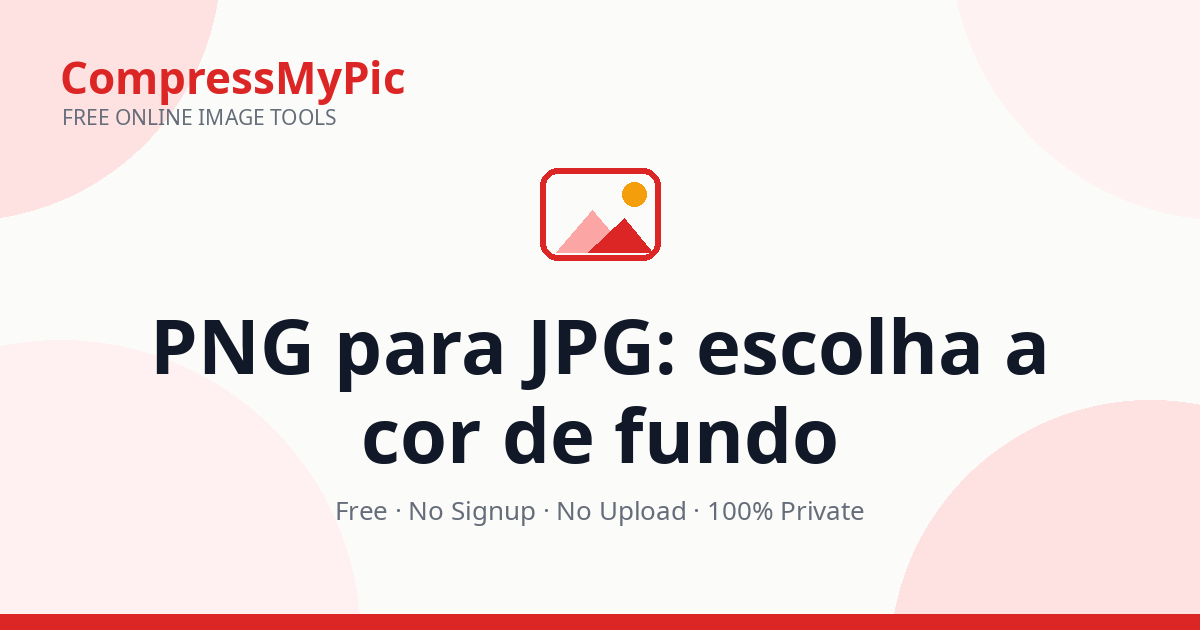 CompressMyPic
FREE ONLINE IMAGE TOOLS
PNG para JPG: escolha a
cor de fundo
Free · No Signup · No Upload · 100% Private